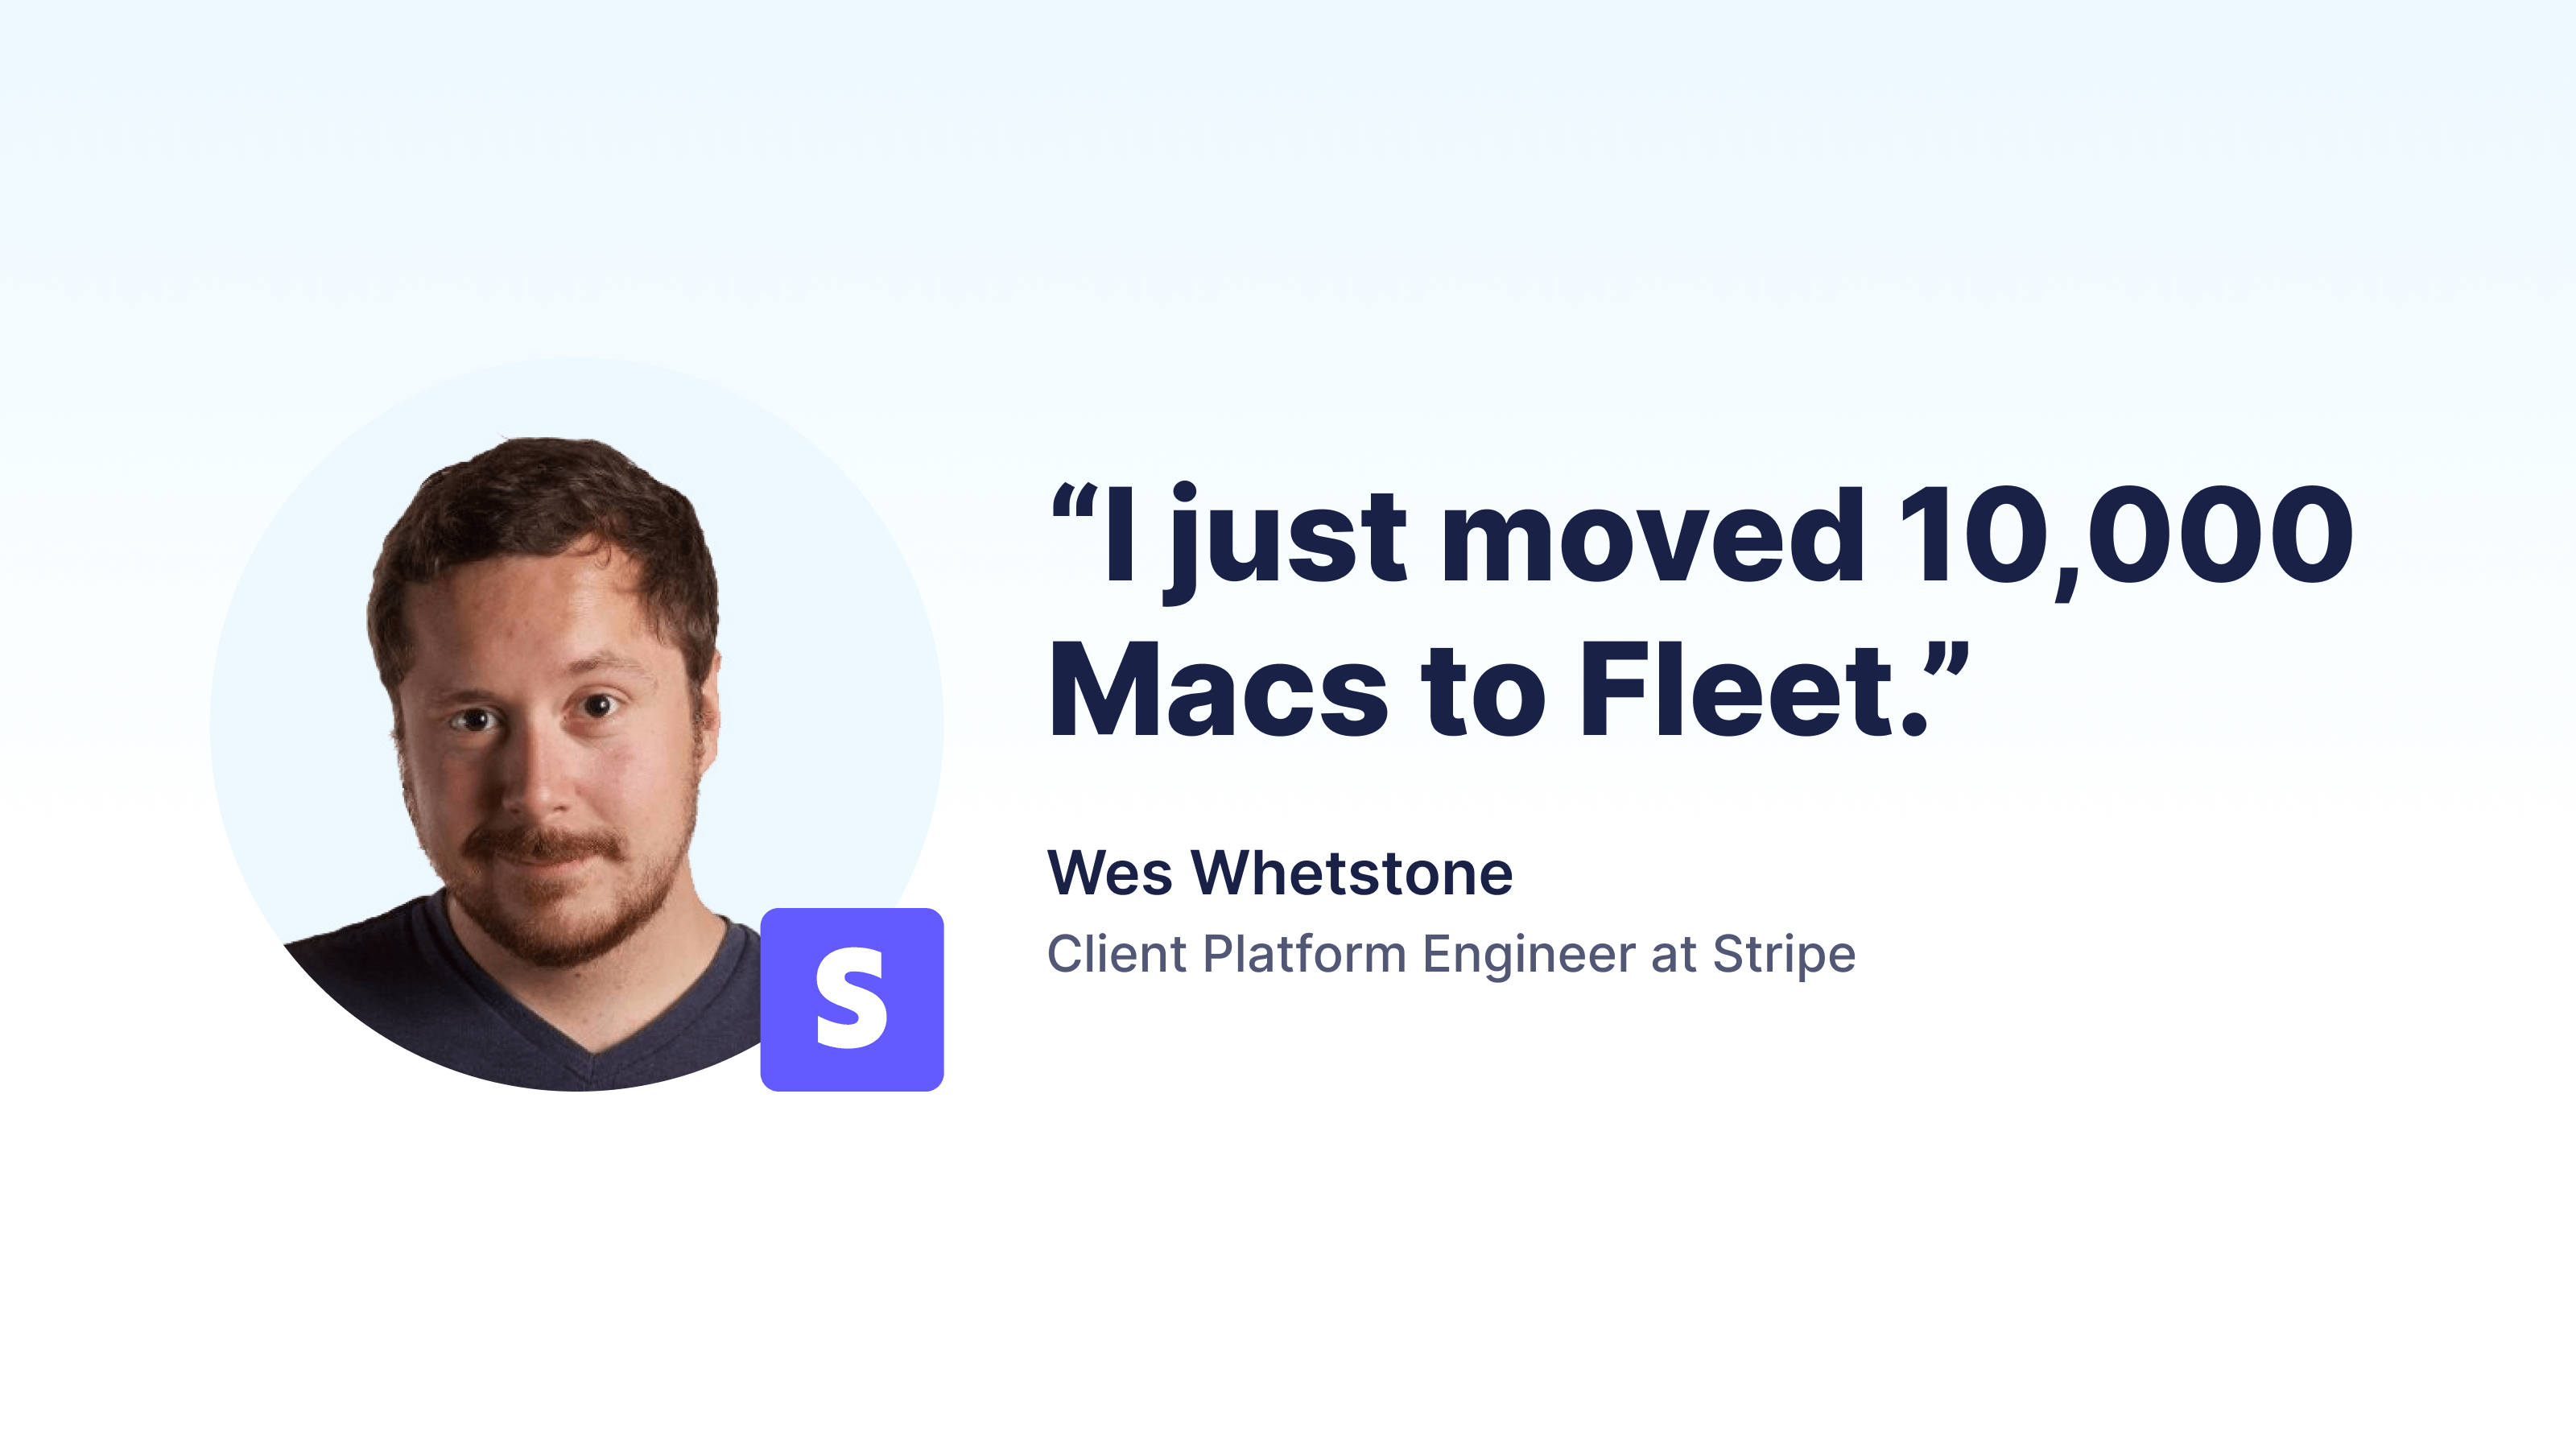 “I just moved 10,000
Macs to Fleet.”
Wes Whetstone
Client Platform Engineer at Stripe
S